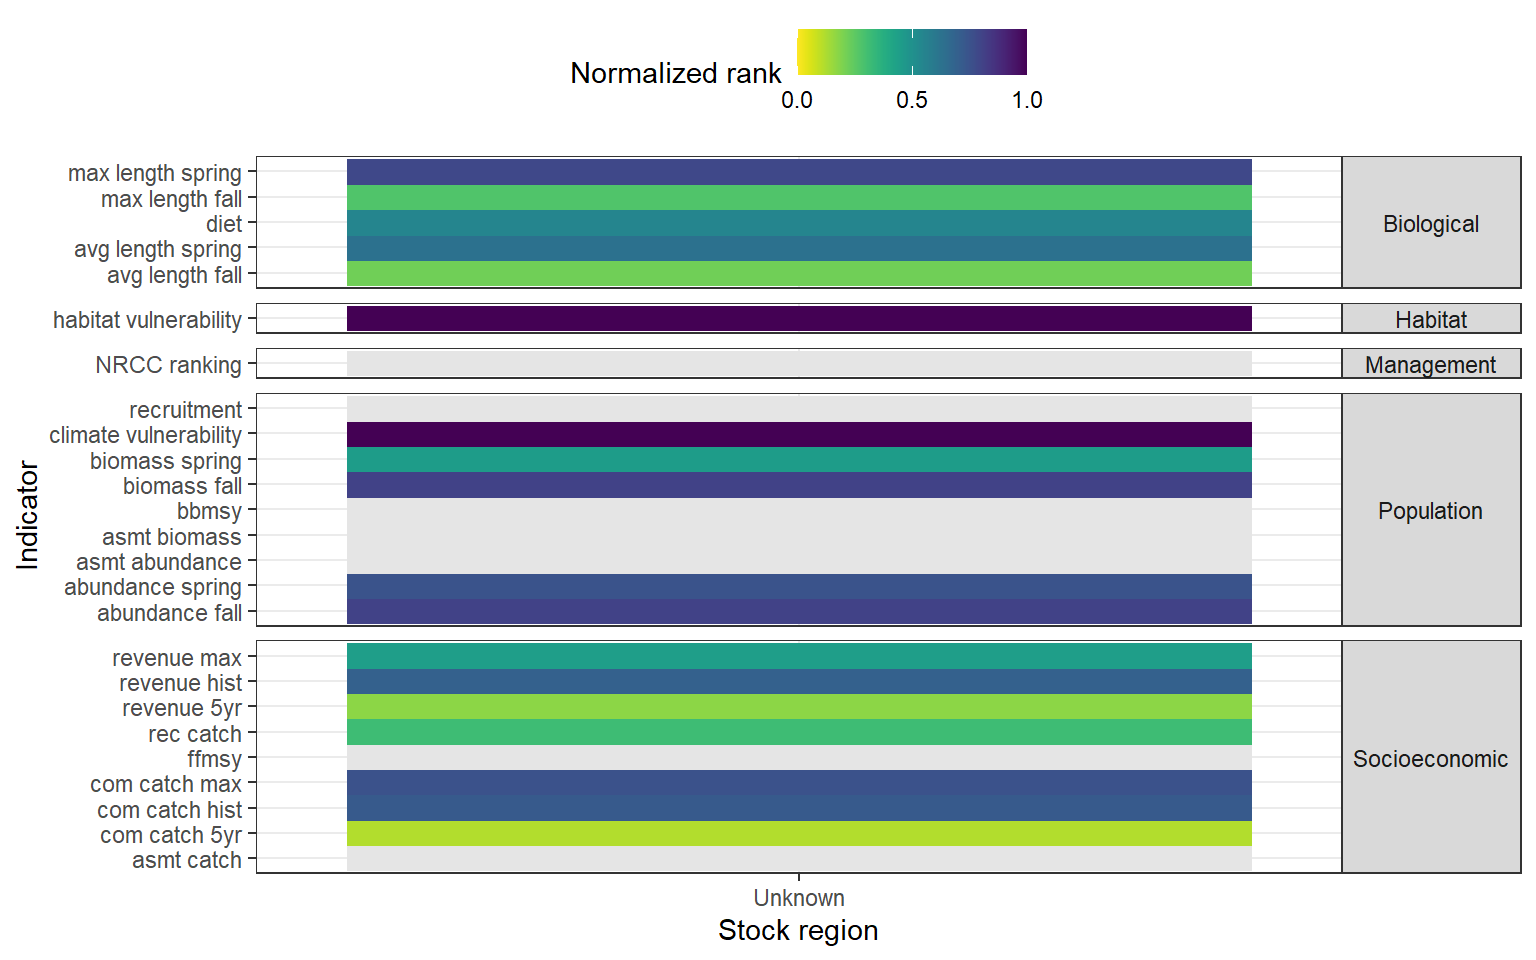 Normalized rank
0.0 0.5 1.0
max length spring
max length fall
diet
avg length spring
avg length fall
Biological
habitat vulnerability
Habitat
NRCC ranking
Management
recruitment
climate vulnerability
biomass spring
biomass fall
bbmsy
asmt biomass
asmt abundance
abundance spring
abundance fall
Population
revenue max
revenue hist
revenue 5yr
rec catch
ffmsy
com catch max
com catch hist
com catch 5yr
asmt catch
Socioeconomic
Indicator
Unknown
Stock region